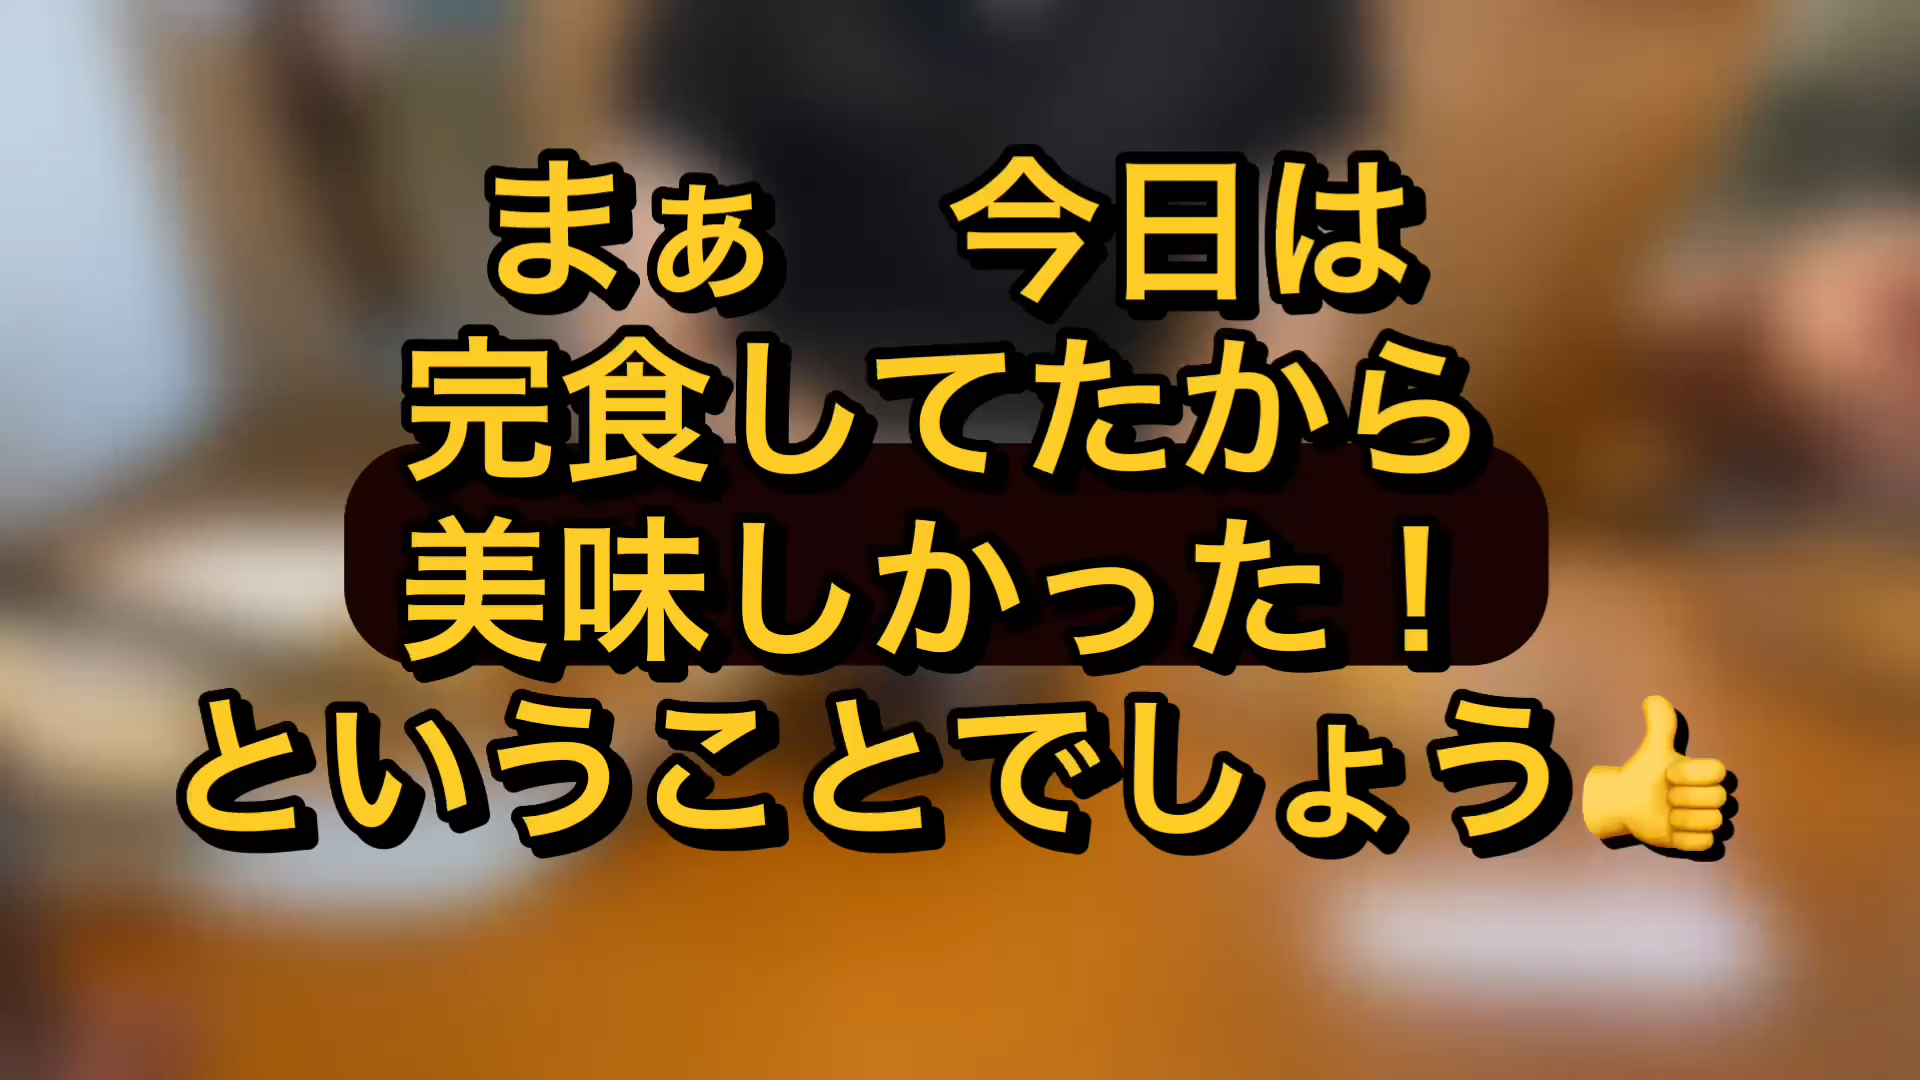 まぁ　今日は
完食してたから
美味しかった！
ということでしょう👍